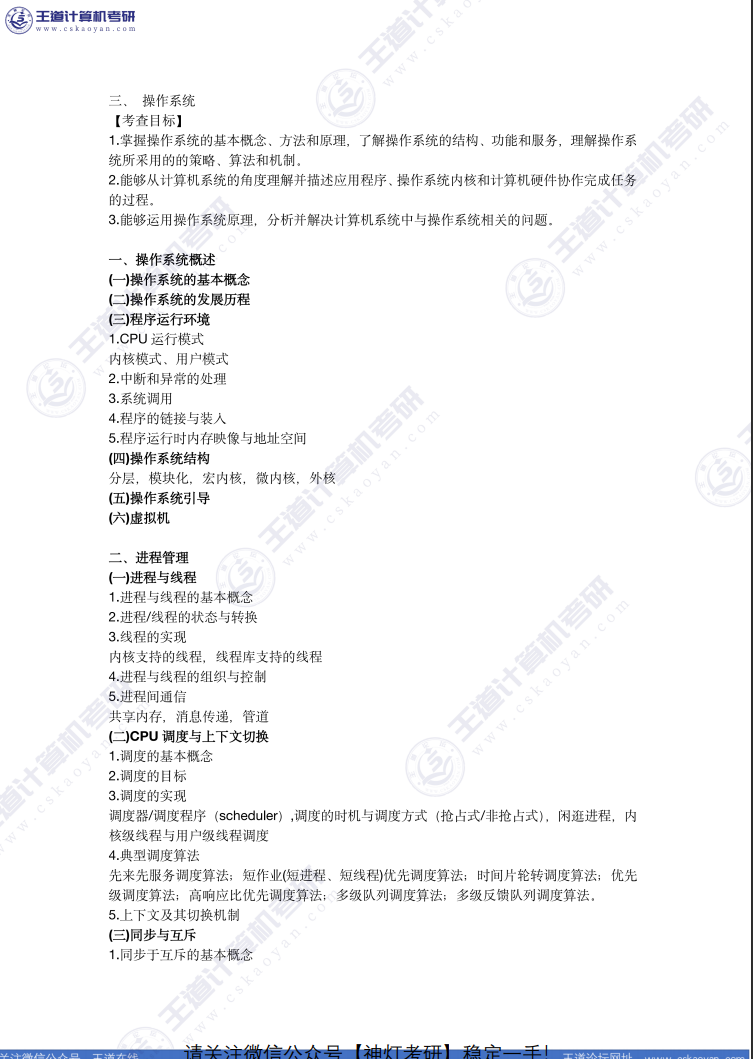 王道计算机考研
www.cskaoyan.com
三、 操作系统
【考查目标】
1.掌握操作系统的基本概念、方法和原理，了解操作系统的结构、功能和服务，理解操作系
统所采用的的策略、算法和机制。
2.能够从计算机系统的角度理解并描述应用程序、操作系统内核和计算机硬件协作完成任务
的过程。
3.能够运用操作系统原理，分析并解决计算机系统中与操作系统相关的问题。
一、操作系统概述
(一)操作系统的基本概念
(二)操作系统的发展历程
(三)程序运行环境
1.CPU 运行模式
内核模式、用户模式
2.中断和异常的处理
3.系统调用
4.程序的链接与装入
5.程序运行时内存映像与地址空间
(四)操作系统结构
分层，模块化，宏内核，微内核，外核
(五)操作系统引导
(六)虚拟机
二、进程管理
(一)进程与线程
1.进程与线程的基本概念
2.进程/线程的状态与转换
3.线程的实现
内核支持的线程，线程库支持的线程
4.进程与线程的组织与控制
5.进程间通信
共享内存，消息传递，管道
(二)CPU 调度与上下文切换
1.调度的基本概念
2.调度的目标
3.调度的实现
调度器/调度程序（scheduler）,调度的时机与调度方式（抢占式/非抢占式），闲逛进程，内
核级线程与用户级线程调度
4.典型调度算法
先来先服务调度算法；短作业(短进程、短线程)优先调度算法；时间片轮转调度算法；优先
级调度算法；高响应比优先调度算法；多级队列调度算法；多级反馈队列调度算法。
5.上下文及其切换机制
(三)同步与互斥
1.同步于互斥的基本概念
关注微信公众号 王道在线 请关注微信公众号【神灯考研】稳定一手！ 王道论坛网址 www.cskaoyan.com